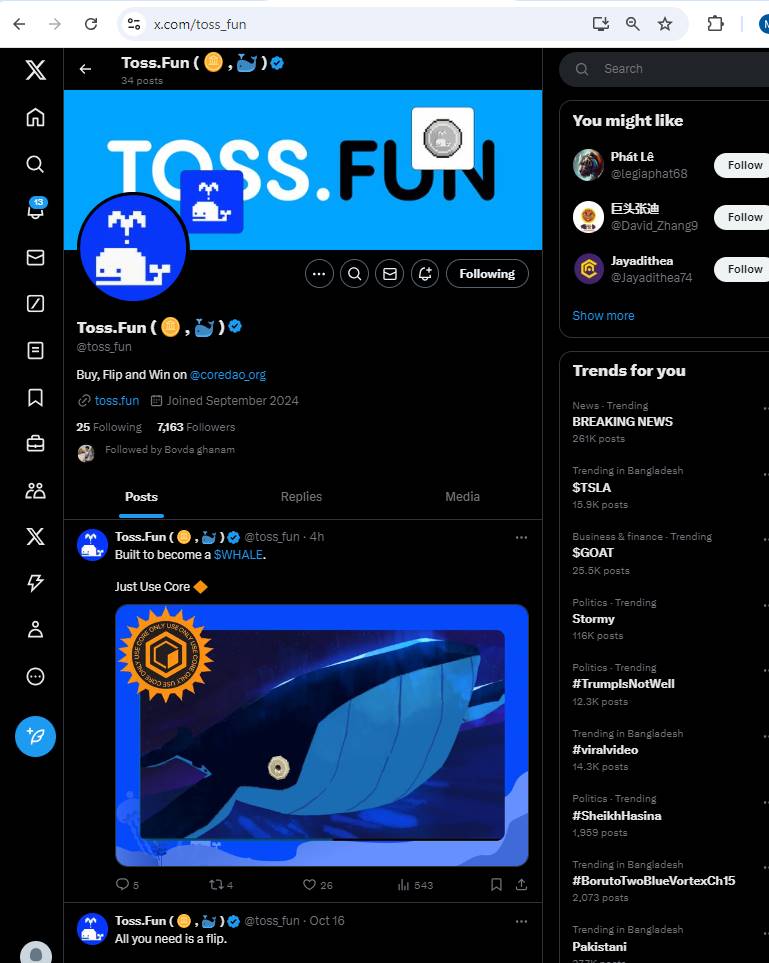 x.com/toss_fun
Toss.Fun ( 🪙 , 🐳 )
34 posts
TOSS.FUN
Following
Toss.Fun ( 🪙 , 🐳 )
@toss_fun
Buy, Flip and Win on @coredao_org
toss.fun Joined September 2024
25 Following 7,163 Followers
Followed by Bovda ghanam
Posts Replies Media
Toss.Fun ( 🪙 , 🐳 ) @toss_fun · 4h
Built to become a $WHALE.
Just Use Core 🔶
ONLY USE CORE ONLY USE CORE ONLY USE CORE ONLY USE CORE
5 4 26 543
Toss.Fun ( 🪙 , 🐳 ) @toss_fun · Oct 16
All you need is a flip.
13
Search
You might like
Phát Lê
@legiaphat68
Follow
巨头张迪
@David_Zhang9
Follow
Jayadithea
@Jayadithea74
Follow
Show more
Trends for you
News · Trending
BREAKING NEWS
261K posts
Trending in Bangladesh
$TSLA
15.9K posts
Business & finance · Trending
$GOAT
25.5K posts
Politics · Trending
Stormy
116K posts
Politics · Trending
#TrumpIsNotWell
12.3K posts
Trending in Bangladesh
#viralvideo
14.3K posts
Politics · Trending
#SheikhHasina
1,959 posts
Trending in Bangladesh
#BorutoTwoBlueVortexCh15
2,073 posts
Trending in Bangladesh
Pakistani